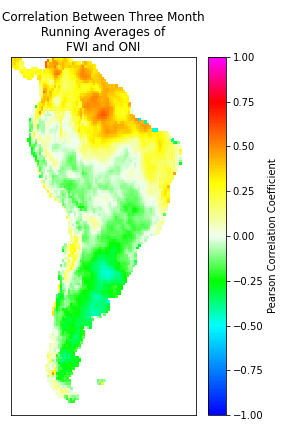 Correlation Between Three Month
Running Averages of
FWI and ONI
1.00
0.75
0.50
0.25
0.00
−0.25
−0.50
−0.75
−1.00
Pearson Correlation Coefficient